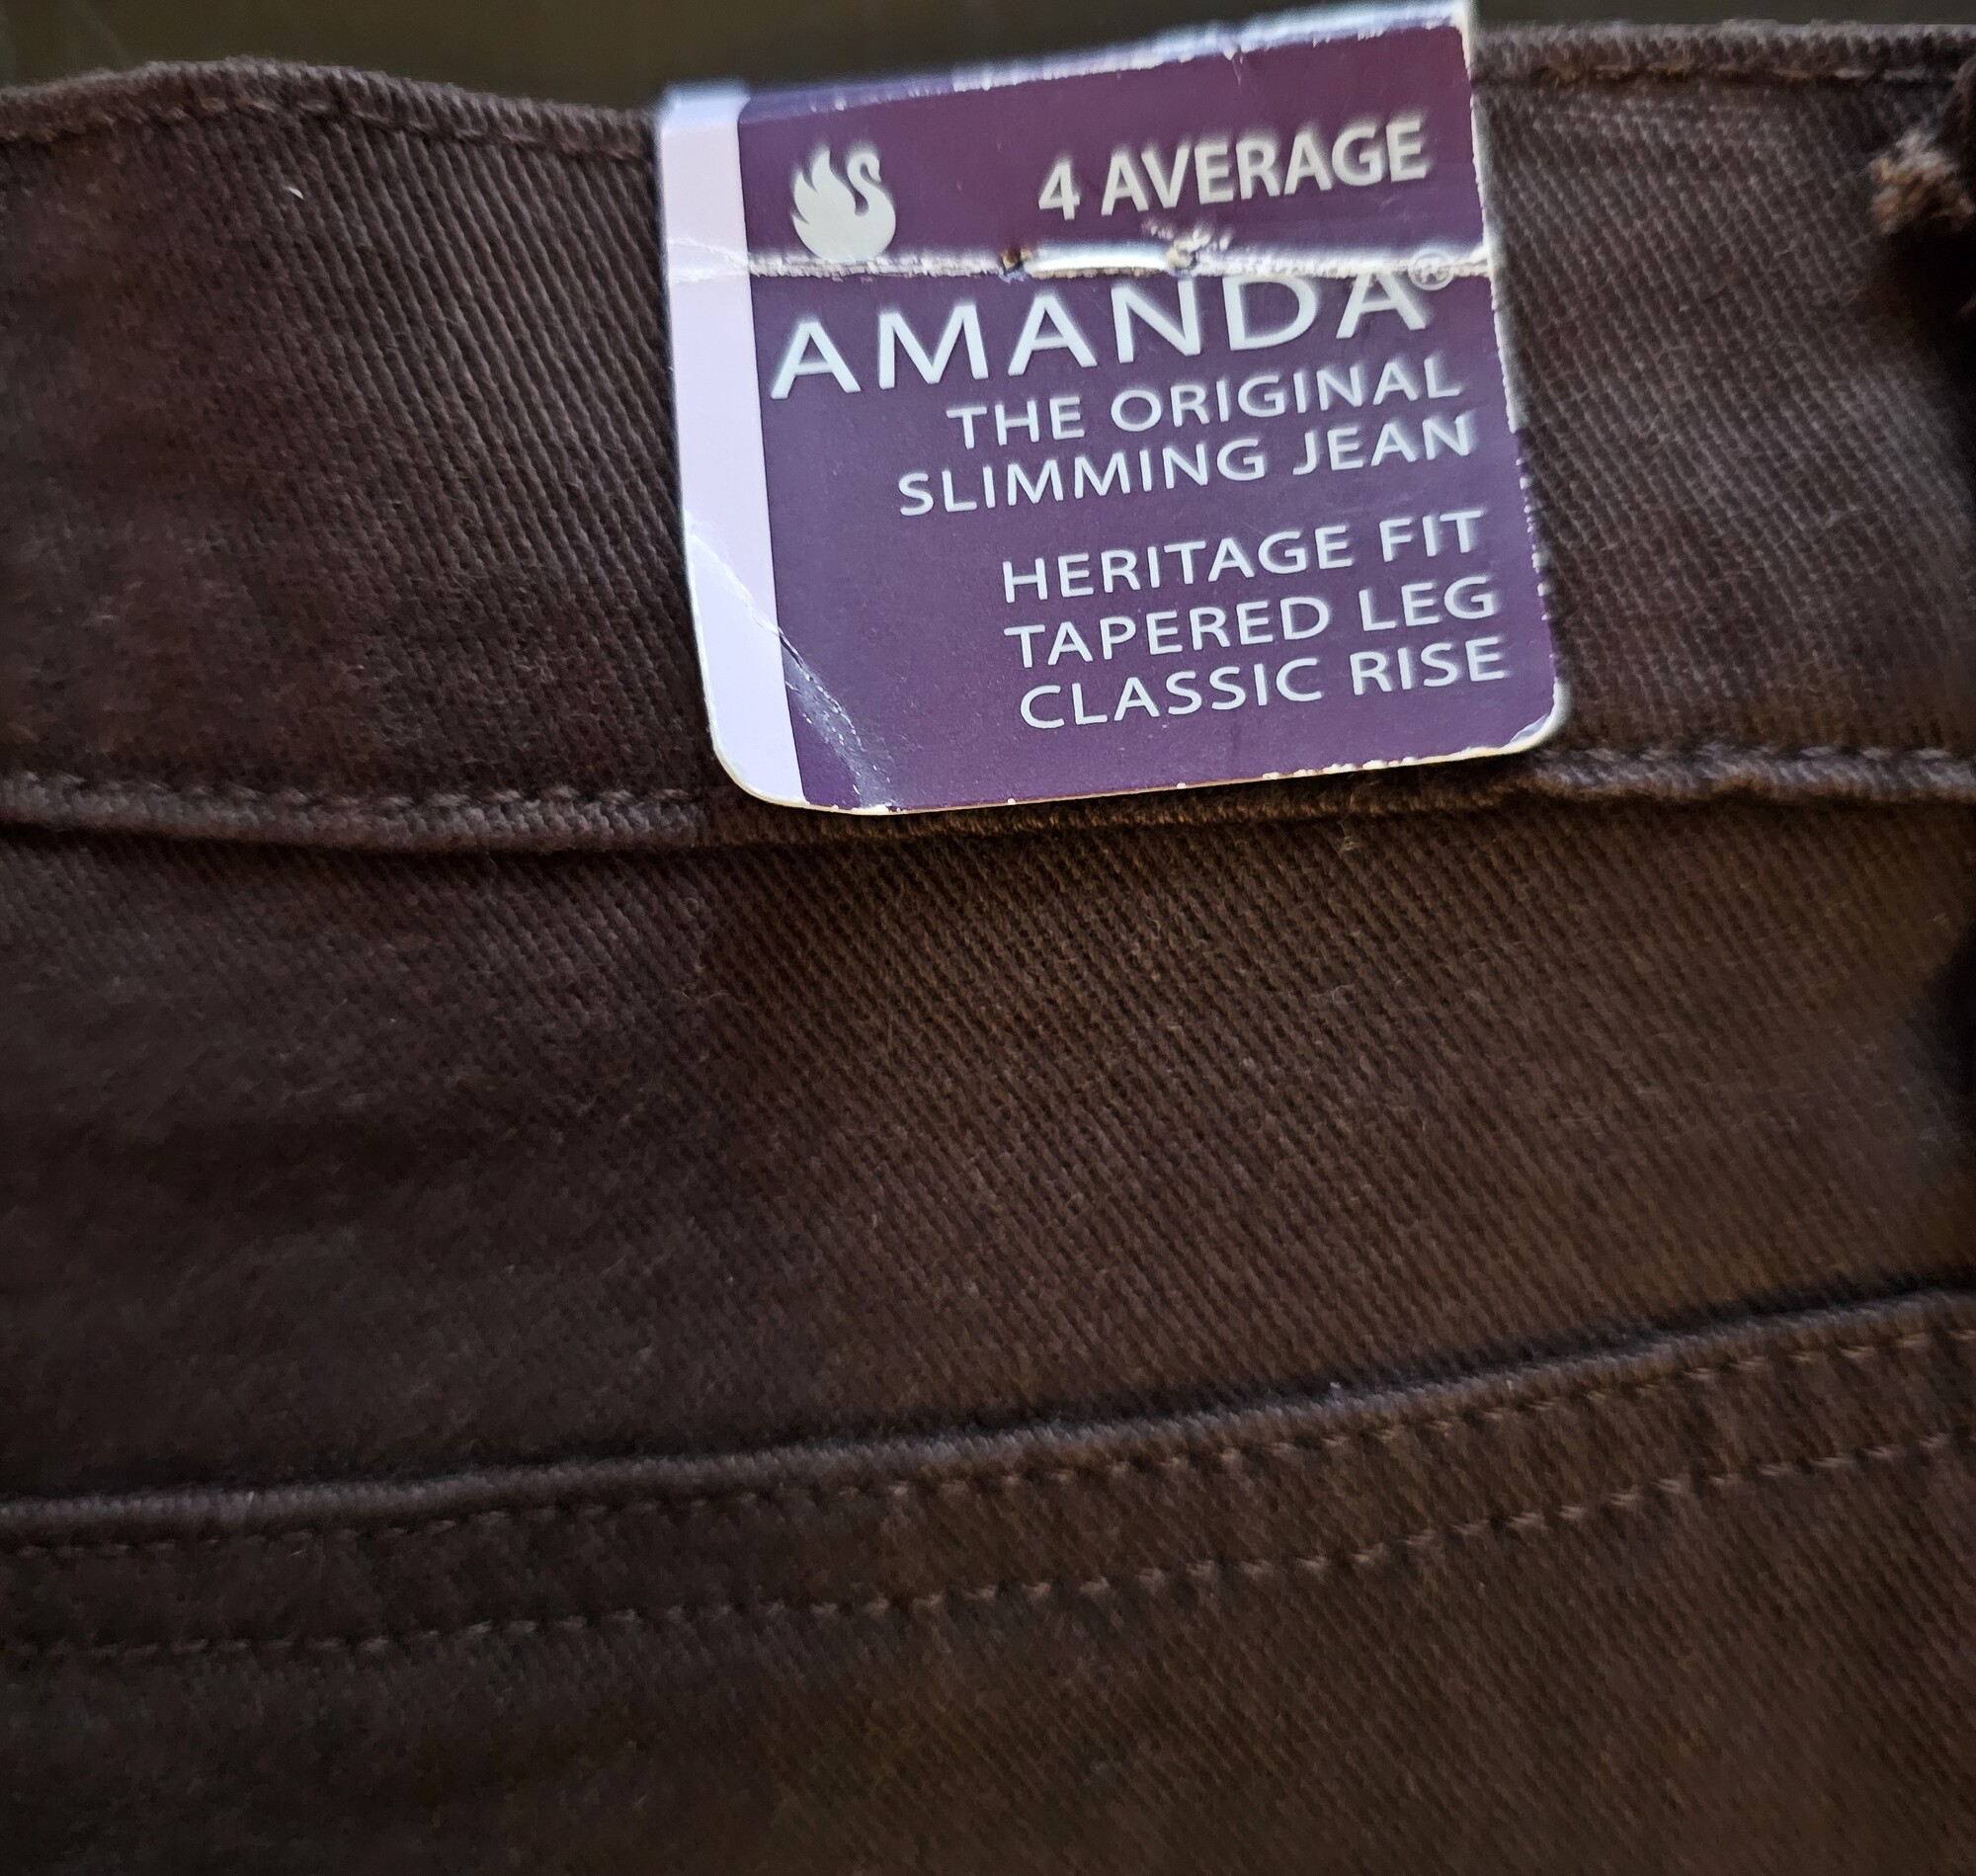 4 AVERAGE
AMANDA®
THE ORIGINAL
SLIMMING JEAN
HERITAGE FIT
TAPERED LEG
CLASSIC RISE